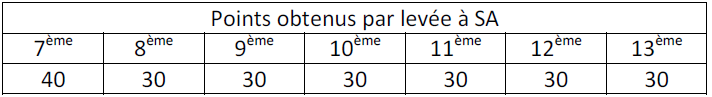 Points obtenus par levée à SA
7ème 8ème 9ème 10ème 11ème 12ème 13ème
40 30 30 30 30 30 30